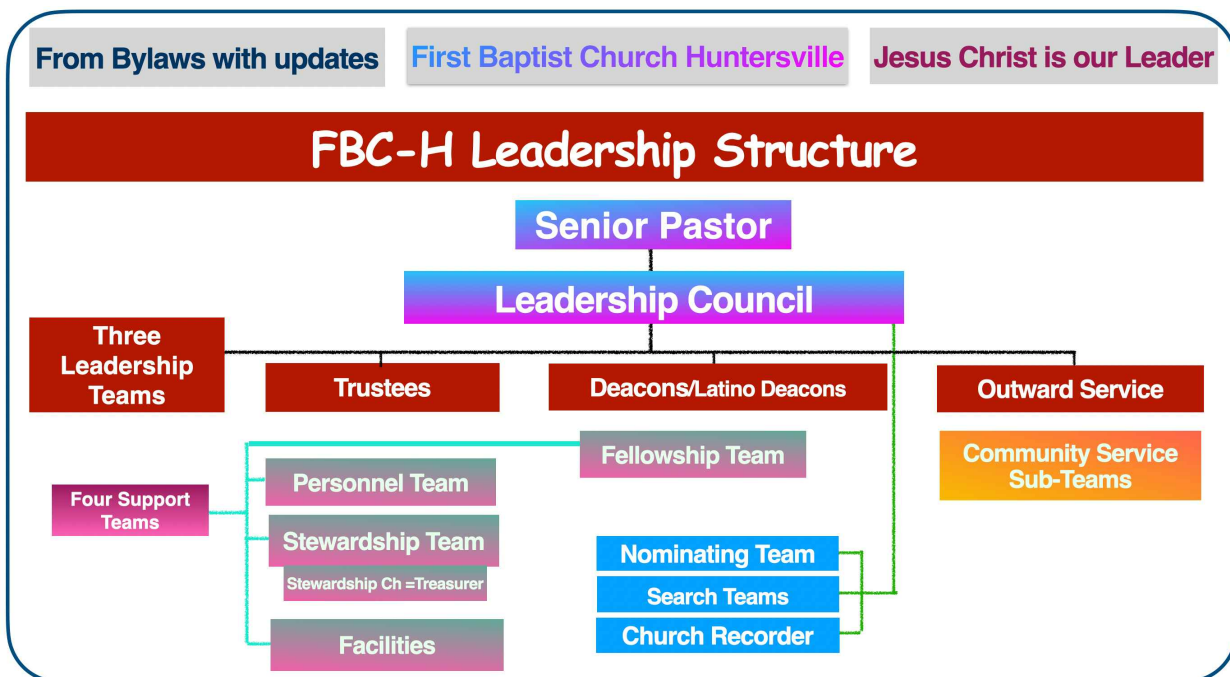 From Bylaws with updates
First Baptist Church Huntersville
Jesus Christ is our Leader
FBC-H Leadership Structure
Senior Pastor
Leadership Council
Three
Leadership
Teams
Trustees
Deacons/Latino Deacons
Outward Service
Fellowship Team
Community Service
Sub-Teams
Personnel Team
Four Support
Teams
Stewardship Team
Stewardship Ch =Treasurer
Nominating Team
Search Teams
Church Recorder
Facilities